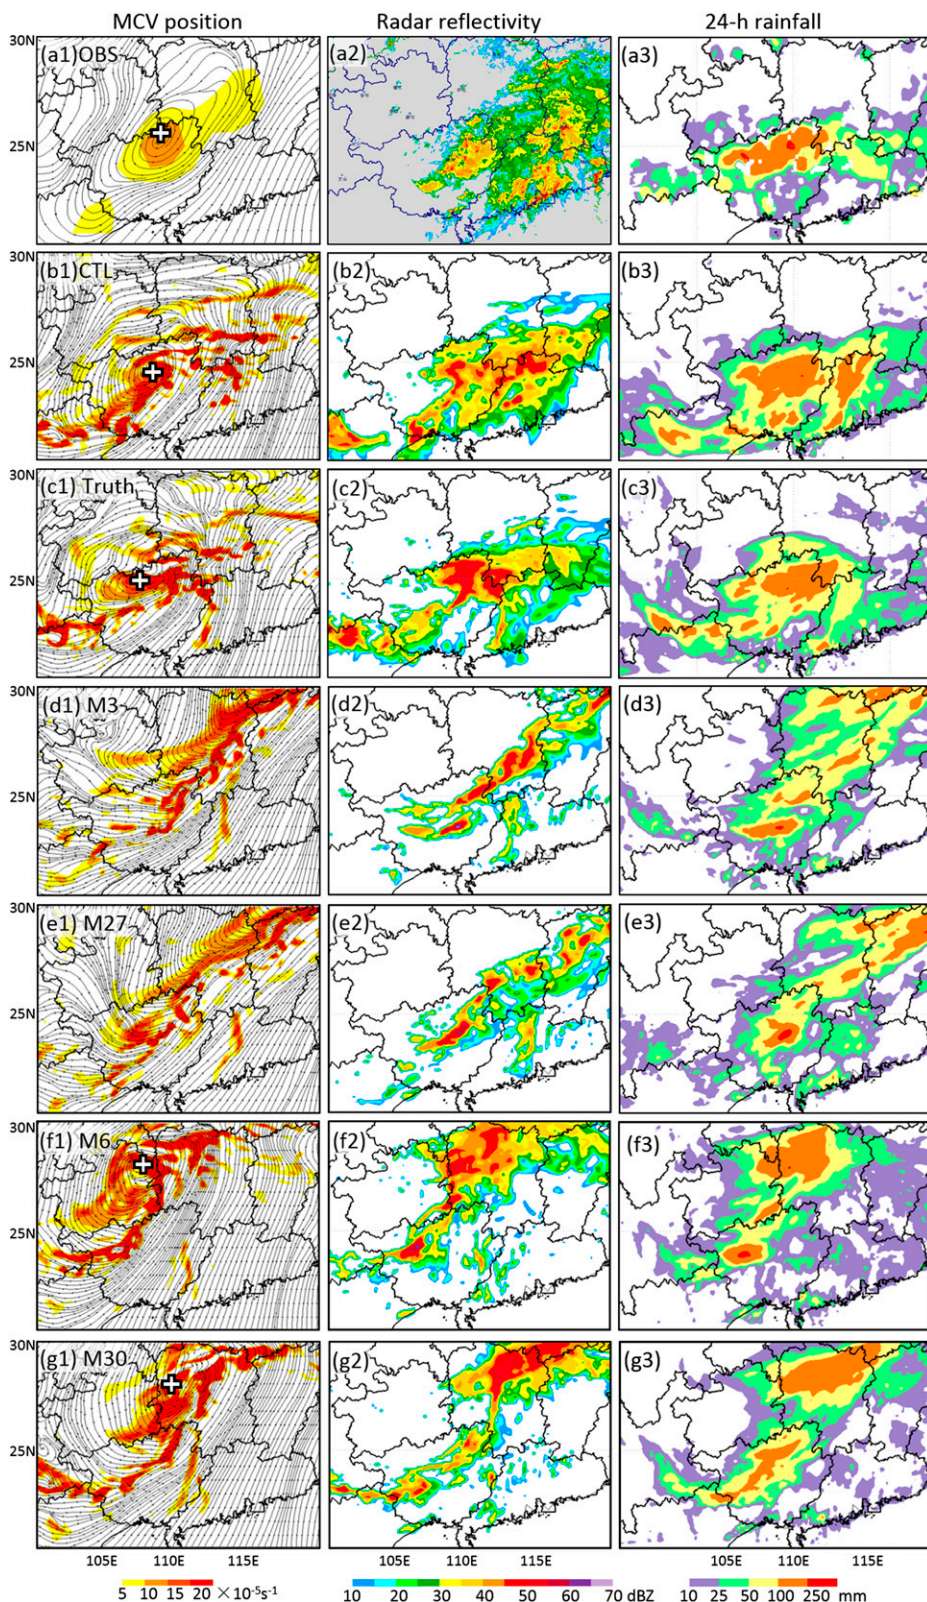 MCV position Radar reflectivity 24-h rainfall
30N (a1)OBS (a2) (a3)
25N
30N (b1)CTL (b2) (b3)
25N
30N (c1) Truth (c2) (c3)
25N
30N (d1) M3 (d2) (d3)
25N
30N (e1) M27 (e2) (e3)
25N
30N (f1) M6 (f2) (f3)
25N
30N (g1) M30 (g2) (g3)
25N
105E 110E 115E 105E 110E 115E 105E 110E 115E
5 10 15 20 ×10⁻⁵s⁻¹ 10 20 30 40 50 60 70 dBZ 10 25 50 100 250 mm